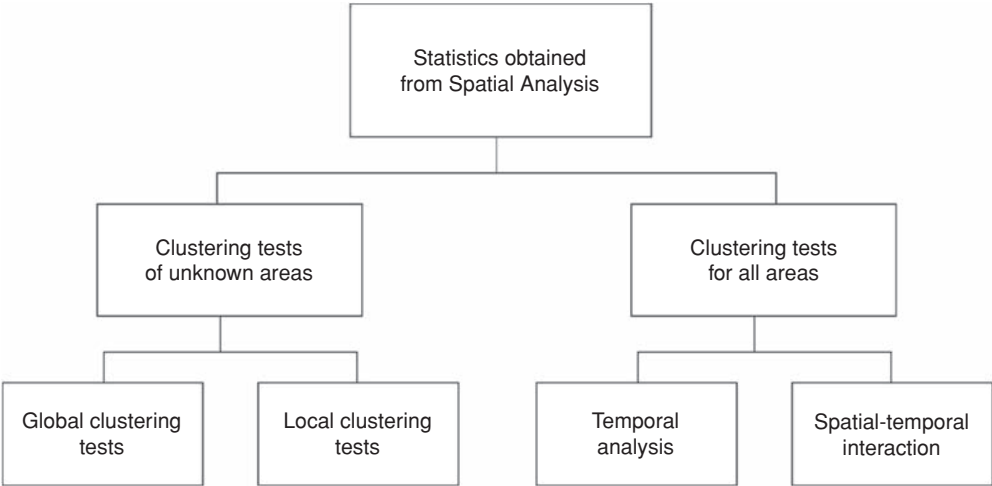 Statistics obtained
from Spatial Analysis
Clustering tests
of unknown areas
Clustering tests
for all areas
Global clustering
tests
Local clustering
tests
Temporal
analysis
Spatial-temporal
interaction